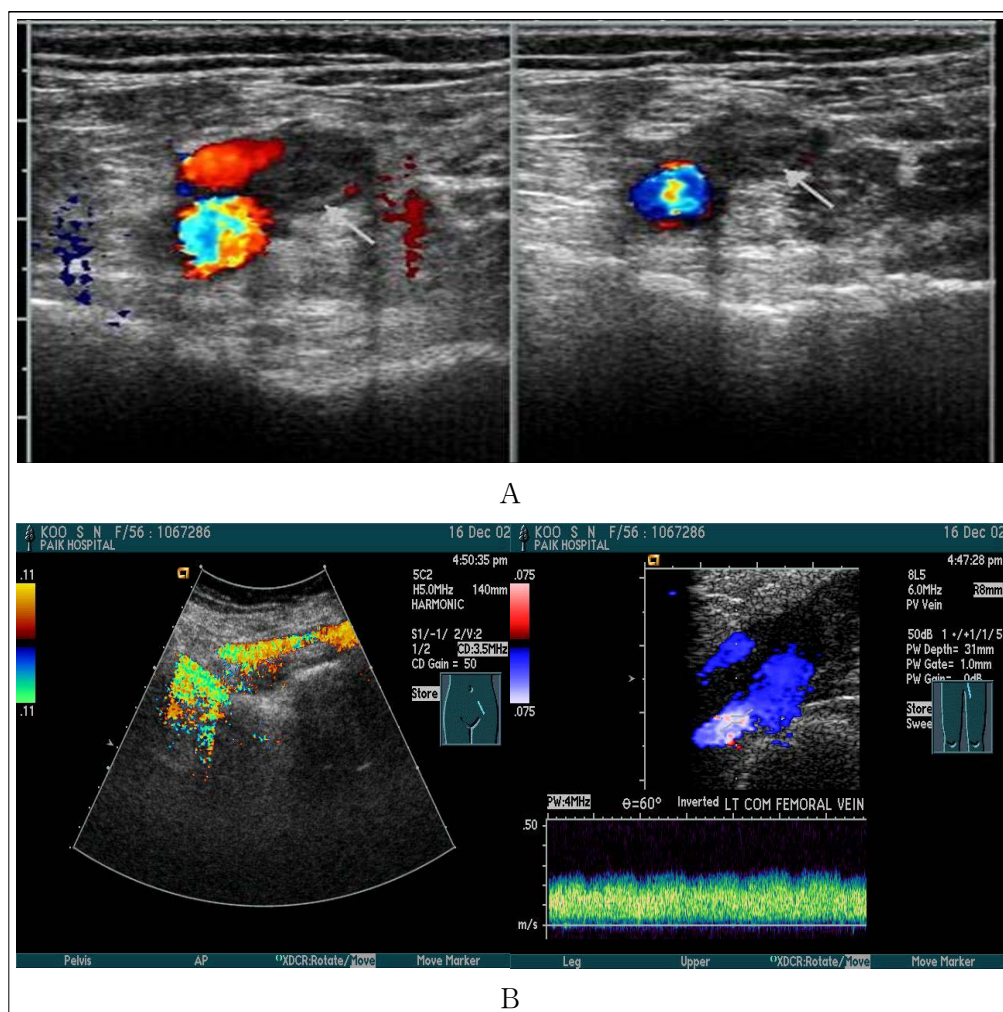 A
KOO S N F/56 : 1067286
16 Dec 02
PAIK HOSPITAL
4:50:35 pm
.11
.11
5C2
H5.0MHz 140mm
HARMONIC
S1/-1/ 2/V:2
1/2 CD:3.5MHz
CD Gain = 50
Store
Pelvis AP XDCR:Rotate/Move Move Marker
KOO S N F/56 : 1067286
16 Dec 02
PAIK HOSPITAL
4:47:28 pm
.075
.075
8L5
6.0MHz R8mm
PV Vein
50dB 1 +/+1/1/5
PW Depth= 31mm
PW Gate= 1.0mm
PW Gain= 0dB
Store
Swee
PW:4MHz θ=60° Inverted LT COM FEMORAL VEIN
.50
m/s
Leg Upper XDCR:Rotate/Move Move Marker
B